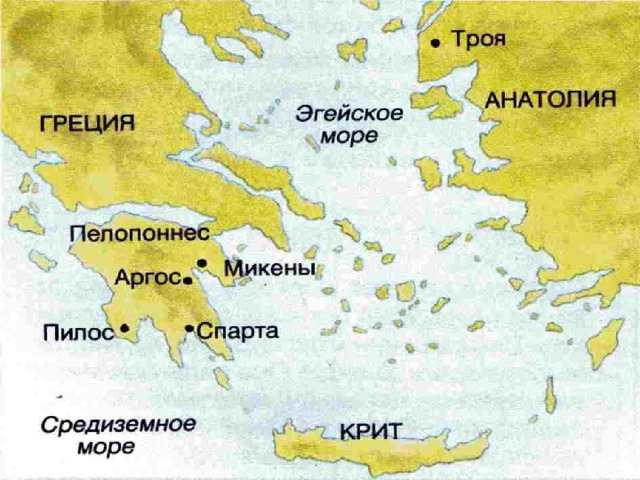 Троя
АНАТОЛИЯ
Эгейское
море
ГРЕЦИЯ
Пелопоннес
Микены
Аргос
Пилос
Спарта
Средиземное
море
КРИТ